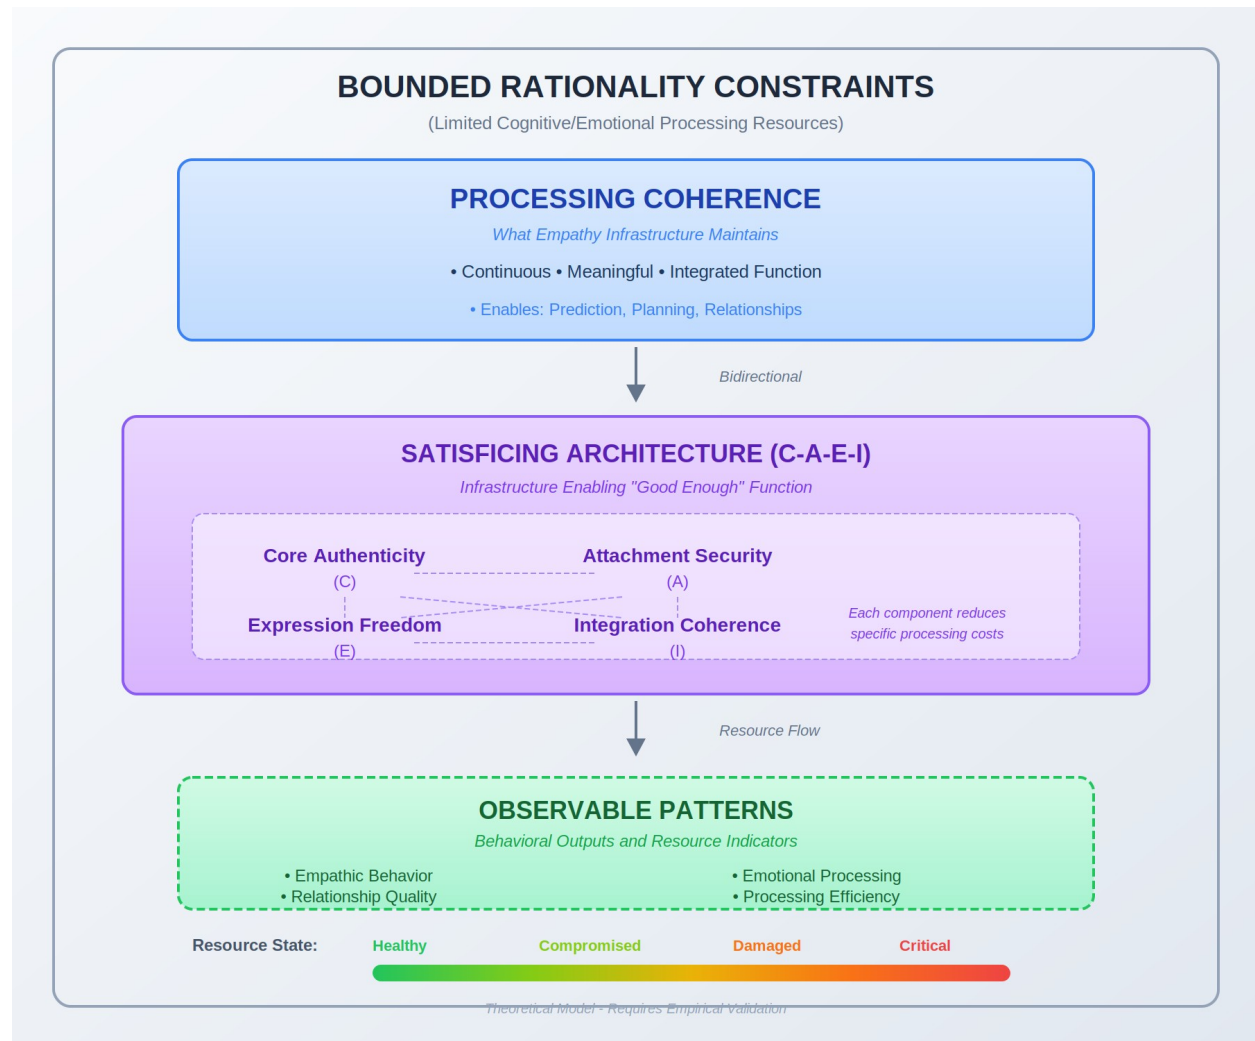 BOUNDED RATIONALITY CONSTRAINTS
(Limited Cognitive/Emotional Processing Resources)
PROCESSING COHERENCE
What Empathy Infrastructure Maintains
• Continuous • Meaningful • Integrated Function
• Enables: Prediction, Planning, Relationships
Bidirectional
SATISFICING ARCHITECTURE (C-A-E-I)
Infrastructure Enabling "Good Enough" Function
Core Authenticity
(C)
Attachment Security
(A)
Expression Freedom
(E)
Integration Coherence
(I)
Each component reduces
specific processing costs
Resource Flow
OBSERVABLE PATTERNS
Behavioral Outputs and Resource Indicators
• Empathic Behavior
• Relationship Quality
• Emotional Processing
• Processing Efficiency
Resource State:
Healthy
Compromised
Damaged
Critical
Theoretical Model - Requires Empirical Validation